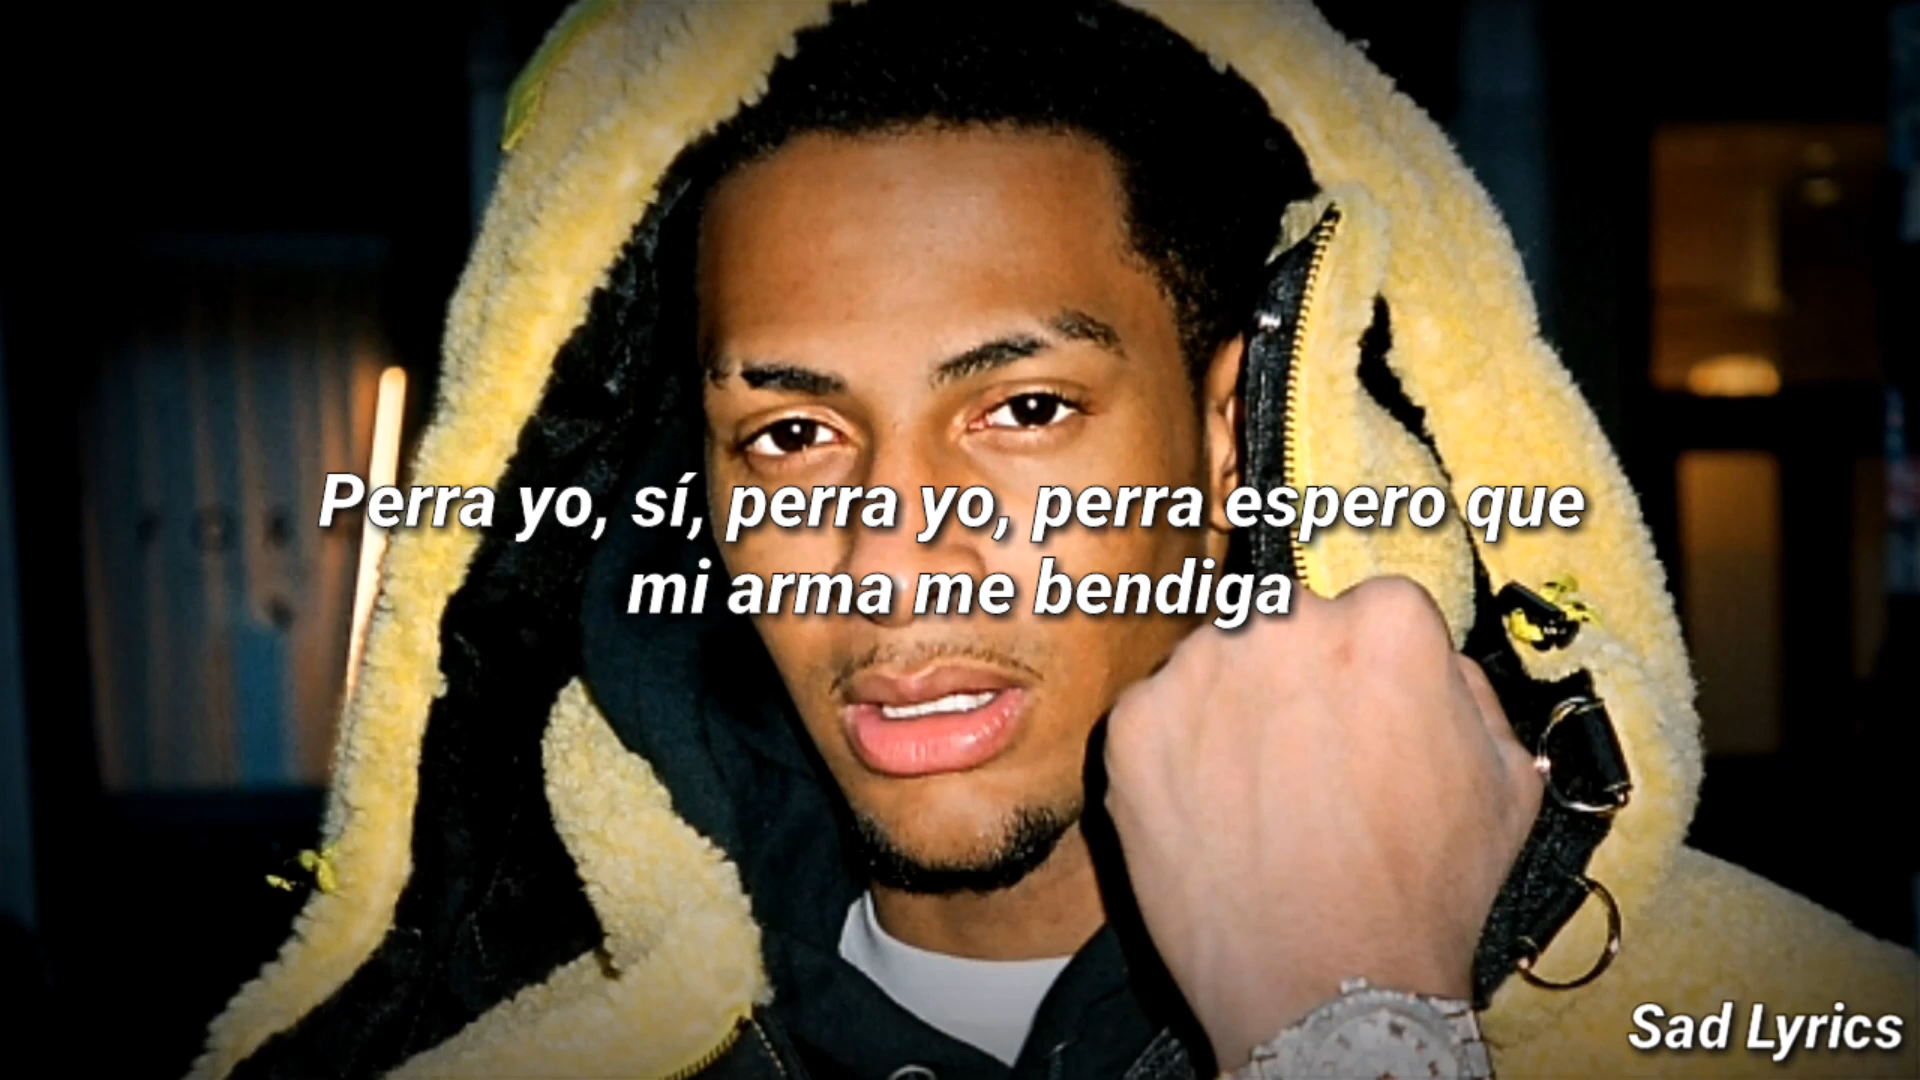 Perra yo, sí, perra yo, perra espero que
mi arma me bendiga
Sad Lyrics